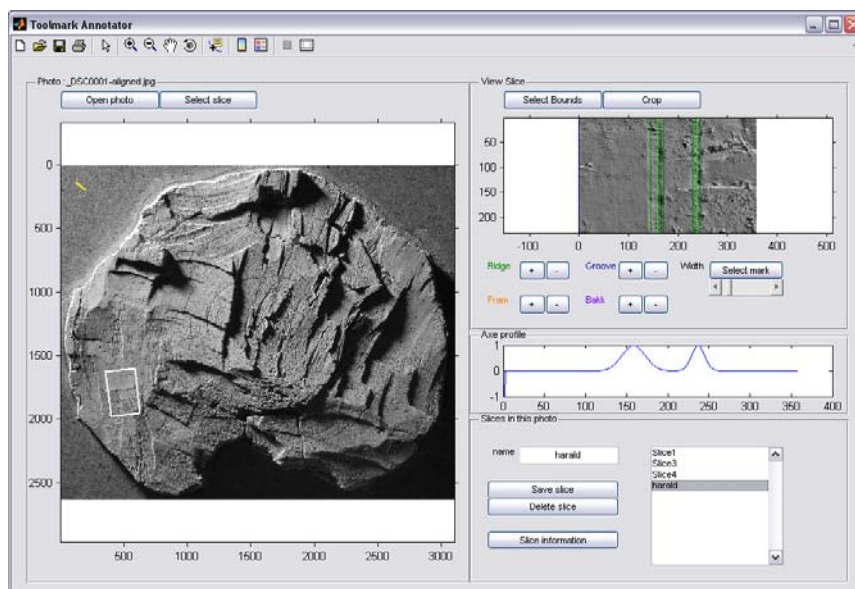 Toolmark Annotator
Photo : _DSC0001-aligned.jpg
Open photo Select slice
0
500
1000
1500
2000
2500
500 1000 1500 2000 2500 3000
View Slice
Select Bounds Crop
50
100
150
200
-100 0 100 200 300 400 500
Ridge + - Groove + - Width Select mark
Fram + - Bakk + -
Axe profile
1
0
-1
0 50 100 150 200 250 300 350 400
Slices in this photo
name harald
Slice1
Slice3
Slice4
harald
Save slice
Delete slice
Slice information